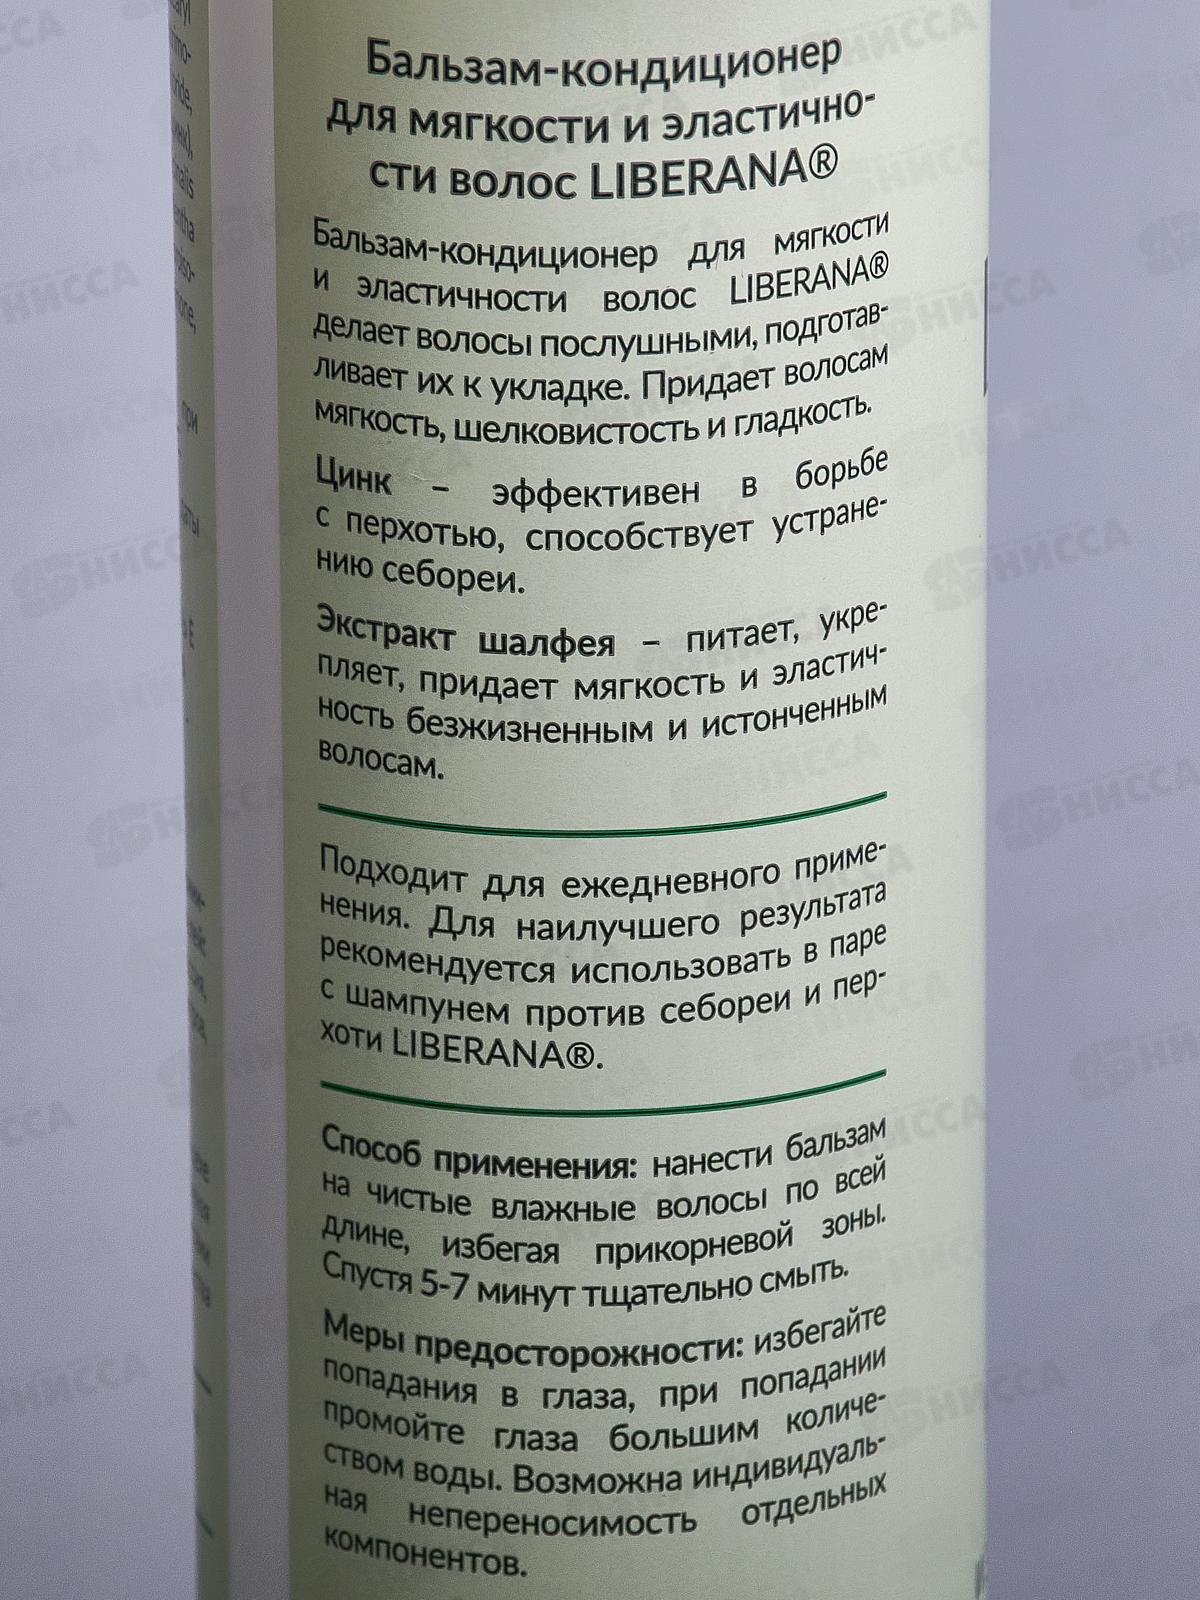 Бальзам-кондиционер
для мягкости и эластично-
сти волос LIBERANA®
Бальзам-кондиционер для мягкости
и эластичности волос LIBERANA®
делает волосы послушными, подготав-
ливает их к укладке. Придает волосам
мягкость, шелковистость и гладкость.
Цинк – эффективен в борьбе
с перхотью, способствует устране-
нию себореи.
Экстракт шалфея – питает, укре-
пляет, придает мягкость и эластич-
ность безжизненным и истонченным
волосам.
Подходит для ежедневного приме-
нения. Для наилучшего результата
рекомендуется использовать в паре
с шампунем против себореи и пер-
хоти LIBERANA®.
Способ применения: нанести бальзам
на чистые влажные волосы по всей
длине, избегая прикорневой зоны.
Спустя 5-7 минут тщательно смыть.
Меры предосторожности: избегайте
попадания в глаза, при попадании
промойте глаза большим количе-
ством воды. Возможна индивидуаль-
ная непереносимость отдельных
компонентов.